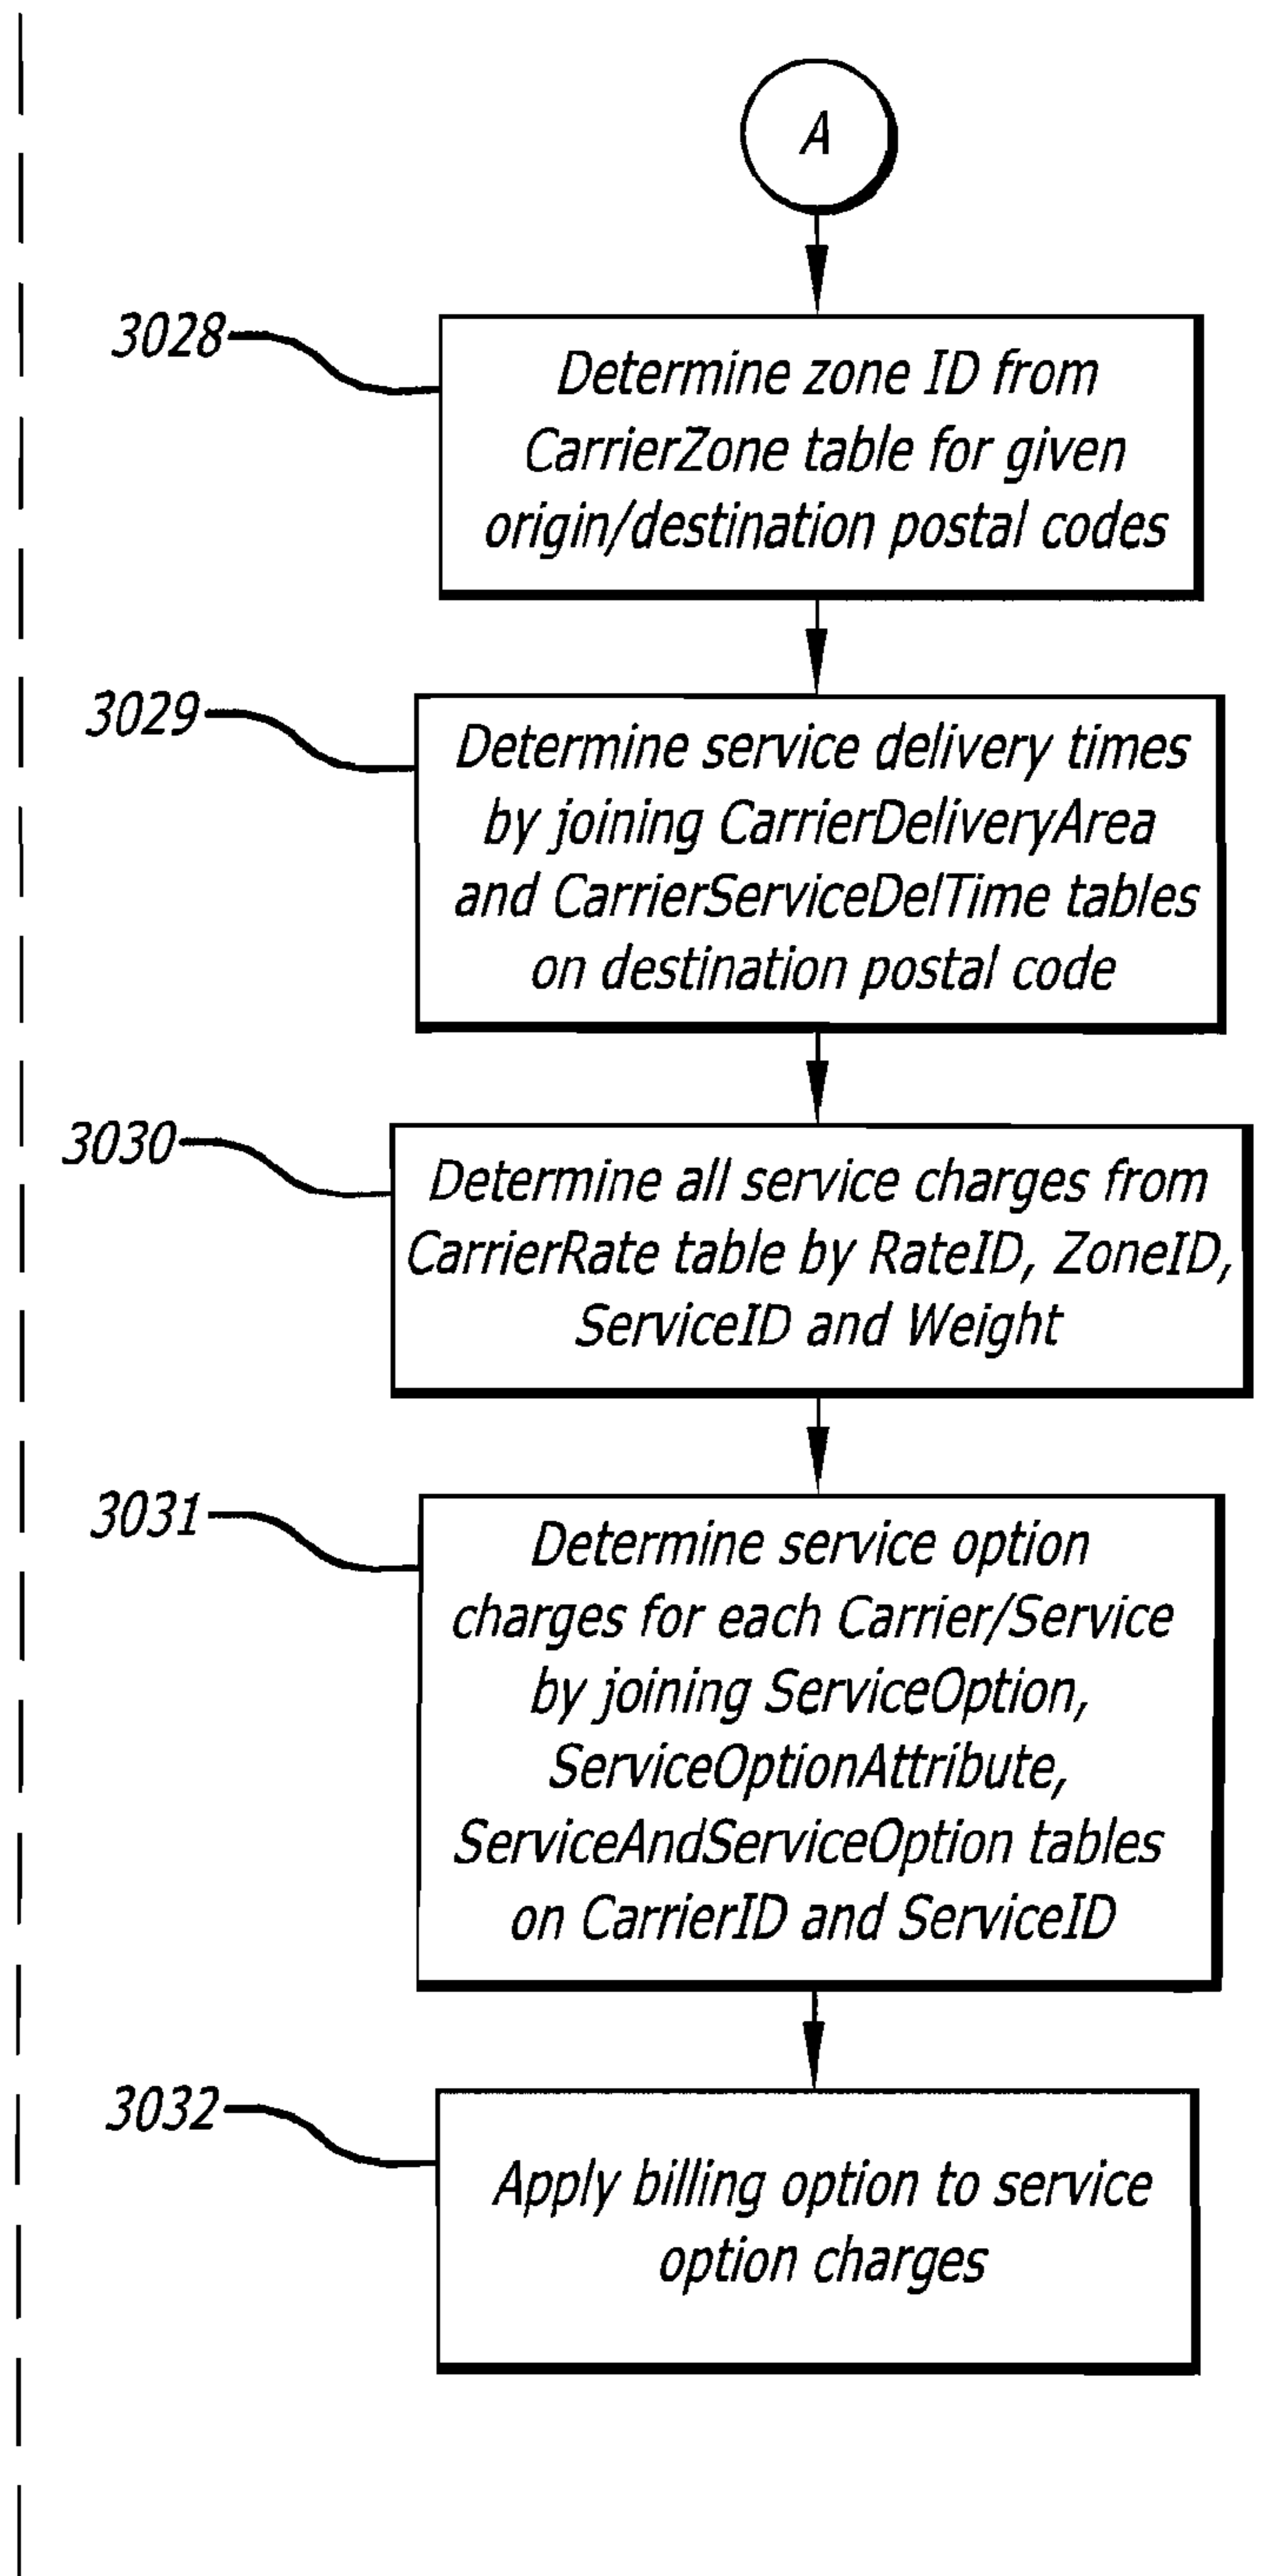 A
3028
Determine zone ID from
CarrierZone table for given
origin/destination postal codes
3029
Determine service delivery times
by joining CarrierDeliveryArea
and CarrierServiceDelTime tables
on destination postal code
3030
Determine all service charges from
CarrierRate table by RateID, ZoneID,
ServiceID and Weight
3031
Determine service option
charges for each Carrier/Service
by joining ServiceOption,
ServiceOptionAttribute,
ServiceAndServiceOption tables
on CarrierID and ServiceID
3032
Apply billing option to service
option charges